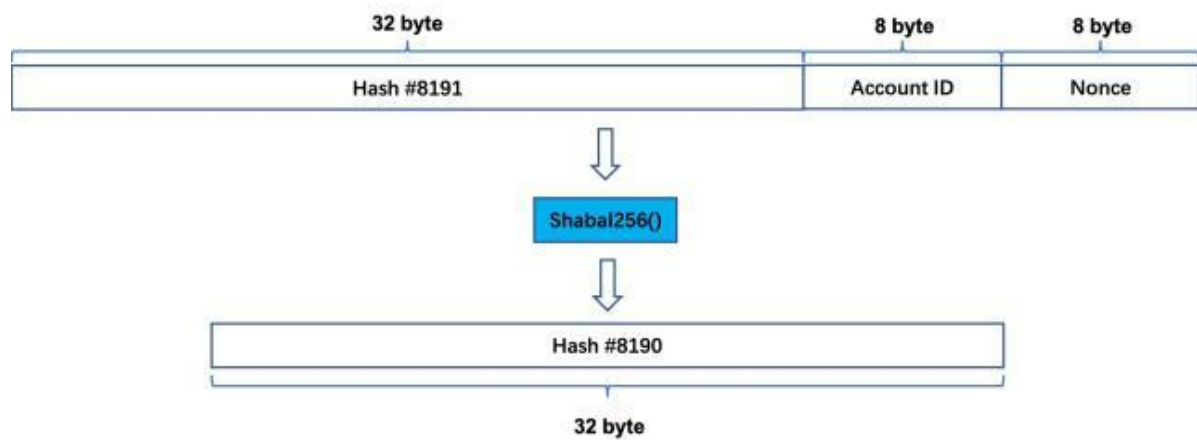 32 byte 8 byte 8 byte
Hash #8191 Account ID Nonce
Shabal256()
Hash #8190
32 byte